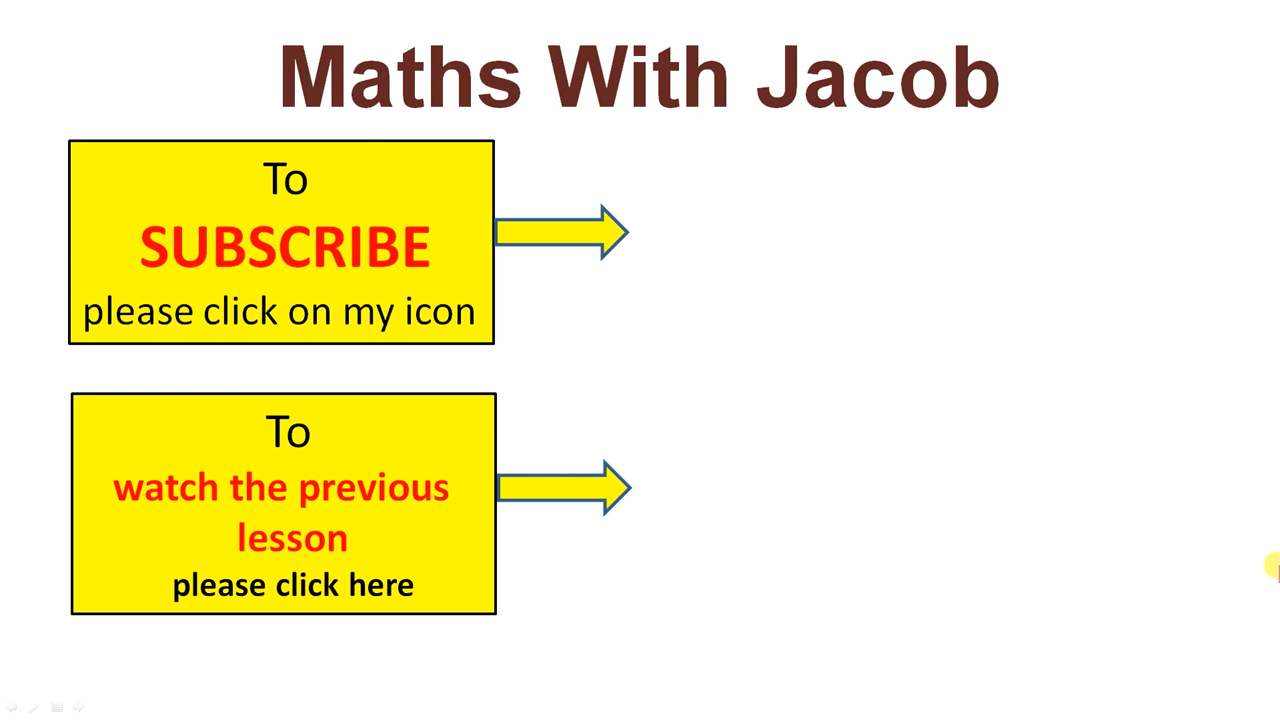 Maths With Jacob
To
SUBSCRIBE
please click on my icon
To
watch the previous
lesson
please click here